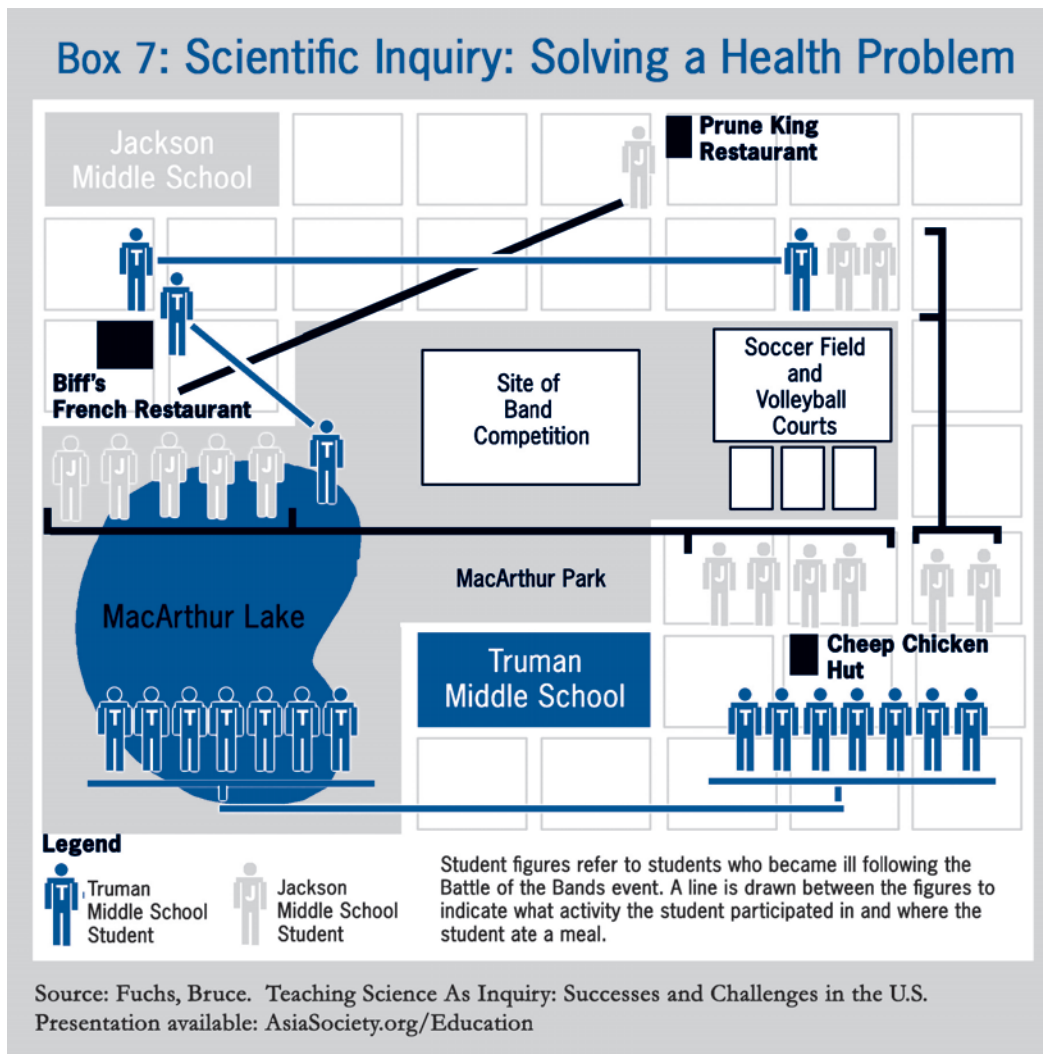 Box 7: Scientific Inquiry: Solving a Health Problem
Jackson
Middle School
J
Prune King
Restaurant
T
T
T
J
J
Biff's
French Restaurant
Site of
Band
Competition
Soccer Field
and
Volleyball
Courts
J
J
J
J
J
T
MacArthur Park
J
J
J
J
J
J
MacArthur Lake
Truman
Middle School
Cheep Chicken
Hut
T
T
T
T
T
T
T
T
T
T
T
T
T
T
Legend
T
Truman
Middle School
Student
J
Jackson
Middle School
Student
Student figures refer to students who became ill following the
Battle of the Bands event. A line is drawn between the figures to
indicate what activity the student participated in and where the
student ate a meal.
Source: Fuchs, Bruce. Teaching Science As Inquiry: Successes and Challenges in the U.S.
Presentation available: AsiaSociety.org/Education